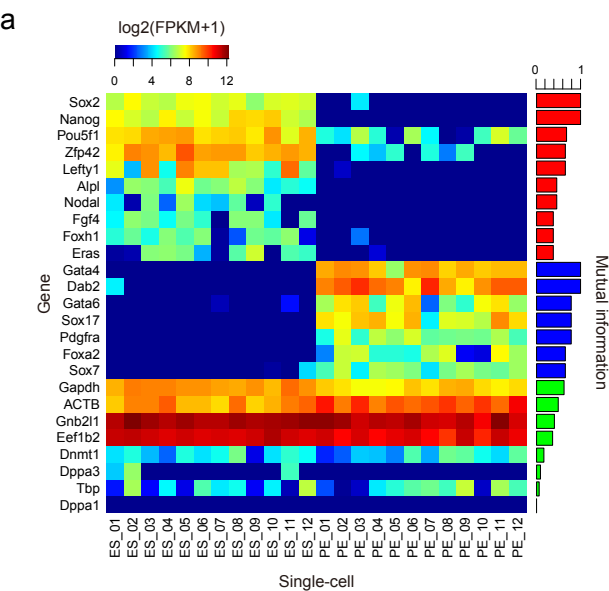 a
log2(FPKM+1)
0 4 8 12
0 1
Sox2
Nanog
Pou5f1
Zfp42
Lefty1
Alpl
Nodal
Fgf4
Foxh1
Eras
Gata4
Dab2
Gata6
Sox17
Pdgfra
Foxa2
Sox7
Gapdh
ACTB
Gnb2l1
Eef1b2
Dnmt1
Dppa3
Tbp
Dppa1
Gene
Mutual information
ES_01
ES_02
ES_03
ES_04
ES_05
ES_06
ES_07
ES_08
ES_09
ES_10
ES_11
ES_12
PE_01
PE_02
PE_03
PE_04
PE_05
PE_06
PE_07
PE_08
PE_09
PE_10
PE_11
PE_12
Single-cell